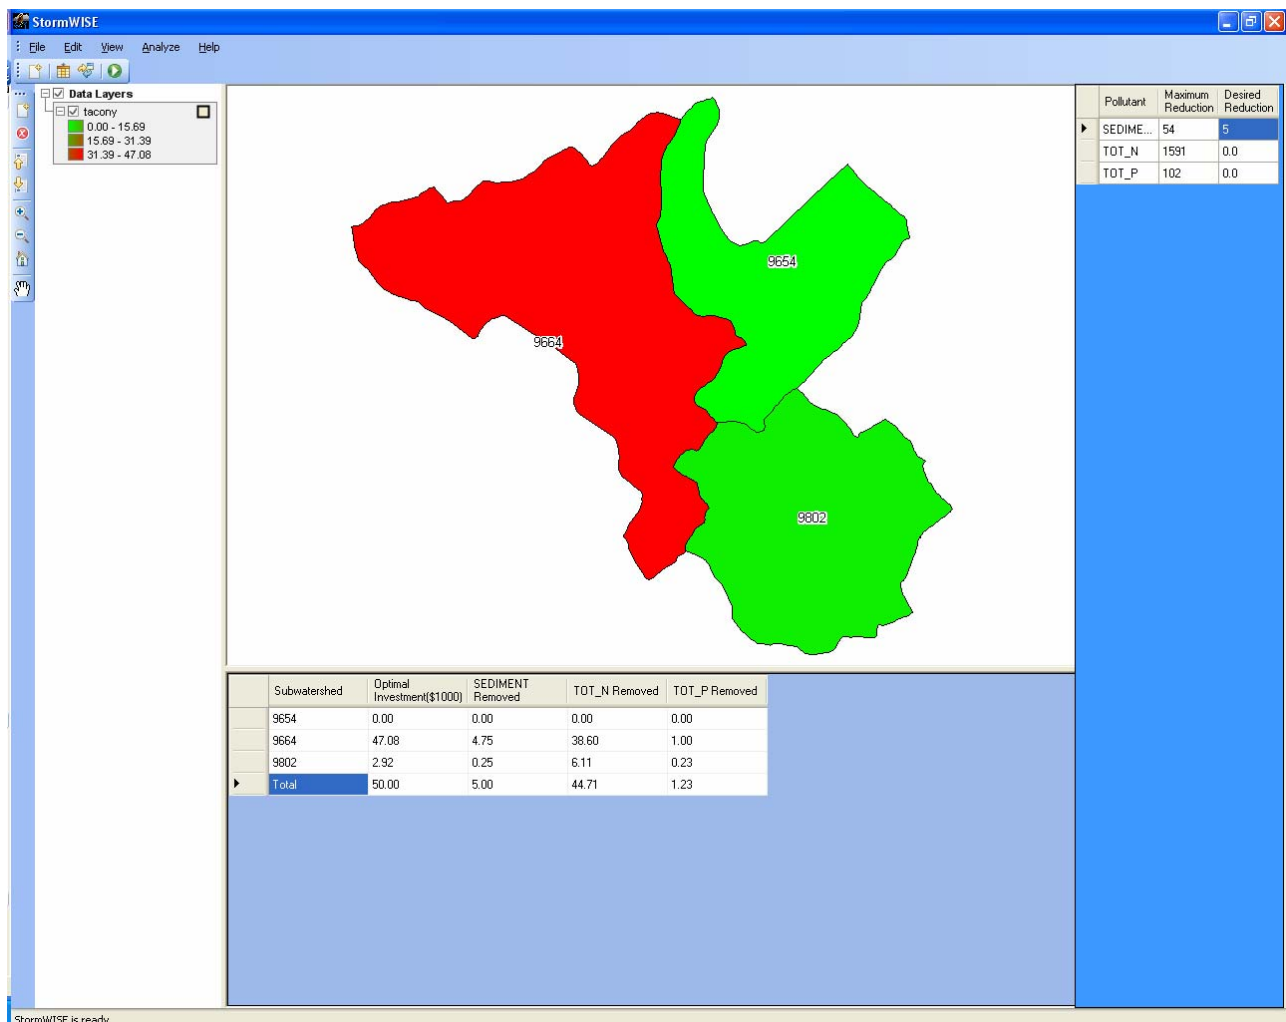 StormWISE
File Edit View Analyze Help
Data Layers
tacony
0.00 - 15.69
15.69 - 31.39
31.39 - 47.08
9654
9664
9802
Pollutant Maximum Reduction Desired Reduction
SEDIME... 54 5
TOT_N 1591 0.0
TOT_P 102 0.0
Subwatershed Optimal Investment($1000) SEDIMENT Removed TOT_N Removed TOT_P Removed
9654 0.00 0.00 0.00 0.00
9664 47.08 4.75 38.60 1.00
9802 2.92 0.25 6.11 0.23
Total 50.00 5.00 44.71 1.23
StormWISE is ready